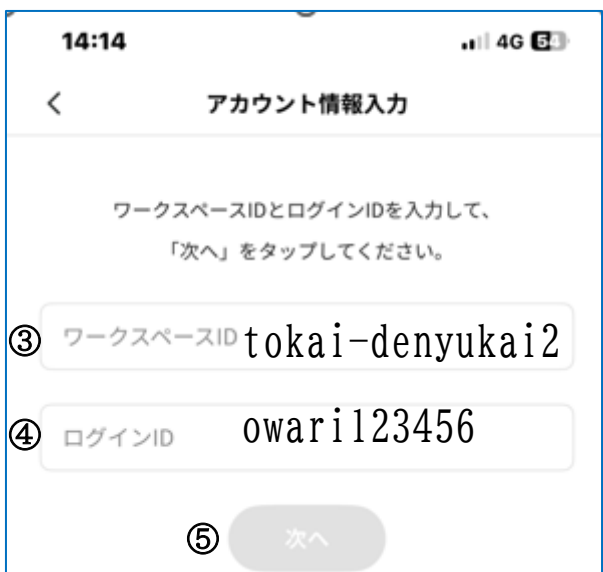 14:14 4G 54
アカウント情報入力
ワークスペースIDとログインIDを入力して、
「次へ」をタップしてください。
③ ワークスペースID tokai-denyukai2
④ ログインID owari123456
⑤ 次へ